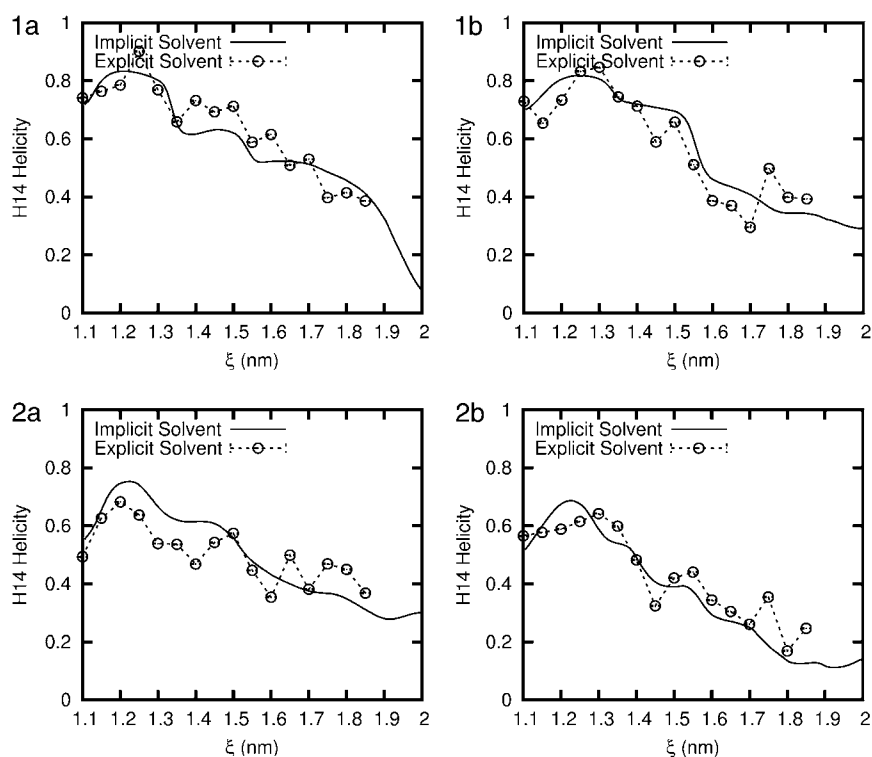 1a
1
Implicit Solvent
Explicit Solvent
0.8
0.6
0.4
0.2
0
H14 Helicity
1.1 1.2 1.3 1.4 1.5 1.6 1.7 1.8 1.9 2
ξ (nm)
1b
1
Implicit Solvent
Explicit Solvent
0.8
0.6
0.4
0.2
0
H14 Helicity
1.1 1.2 1.3 1.4 1.5 1.6 1.7 1.8 1.9 2
ξ (nm)
2a
1
Implicit Solvent
Explicit Solvent
0.8
0.6
0.4
0.2
0
H14 Helicity
1.1 1.2 1.3 1.4 1.5 1.6 1.7 1.8 1.9 2
ξ (nm)
2b
1
Implicit Solvent
Explicit Solvent
0.8
0.6
0.4
0.2
0
H14 Helicity
1.1 1.2 1.3 1.4 1.5 1.6 1.7 1.8 1.9 2
ξ (nm)